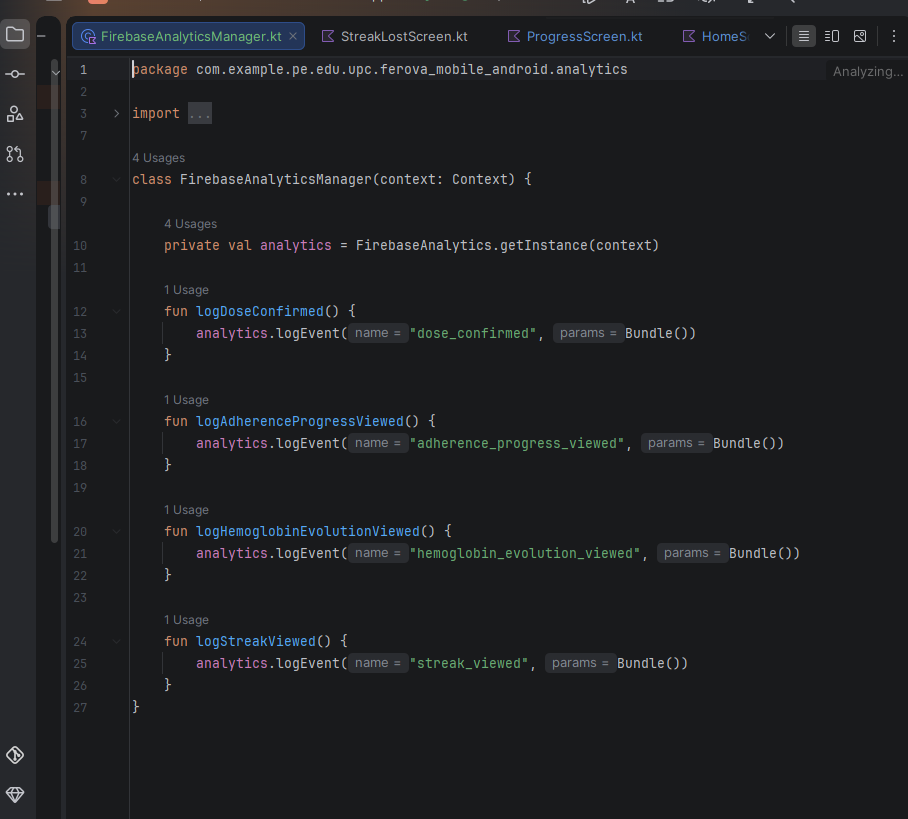 FirebaseAnalyticsManager.kt
StreakLostScreen.kt
ProgressScreen.kt
HomeS
1 package com.example.pe.edu.upc.ferova_mobile_android.analytics
Analyzing...
2
3 import ...
7
4 Usages
8 class FirebaseAnalyticsManager(context: Context) {
9
4 Usages
10 private val analytics = FirebaseAnalytics.getInstance(context)
11
1 Usage
12 fun logDoseConfirmed() {
13 analytics.logEvent( name = "dose_confirmed", params = Bundle())
14 }
15
1 Usage
16 fun logAdherenceProgressViewed() {
17 analytics.logEvent( name = "adherence_progress_viewed", params = Bundle())
18 }
19
1 Usage
20 fun logHemoglobinEvolutionViewed() {
21 analytics.logEvent( name = "hemoglobin_evolution_viewed", params = Bundle())
22 }
23
1 Usage
24 fun logStreakViewed() {
25 analytics.logEvent( name = "streak_viewed", params = Bundle())
26 }
27 }